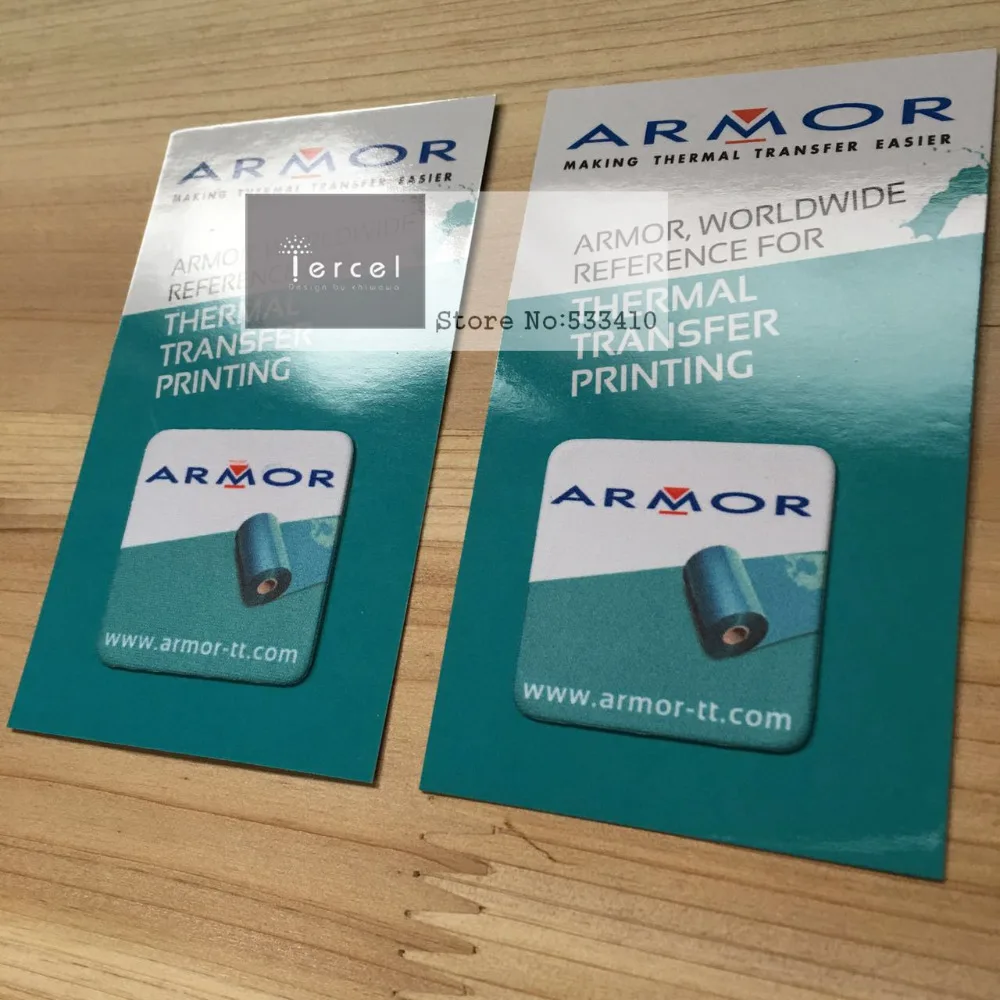 ARMOR
MAKING THERMAL TRANSFER EASIER
ARMOR, WORLDWIDE
REFERENCE
THERMAL
TRANSFER
PRINTING
ARMOR
www.armor-tt.com
ARMOR
MAKING THERMAL TRANSFER EASIER
ARMOR, WORLDWIDE
REFERENCE FOR
THERMAL
TRANSFER
PRINTING
ARMOR
www.armor-tt.com
Tercel
Design by chiwawa
Store No:533410